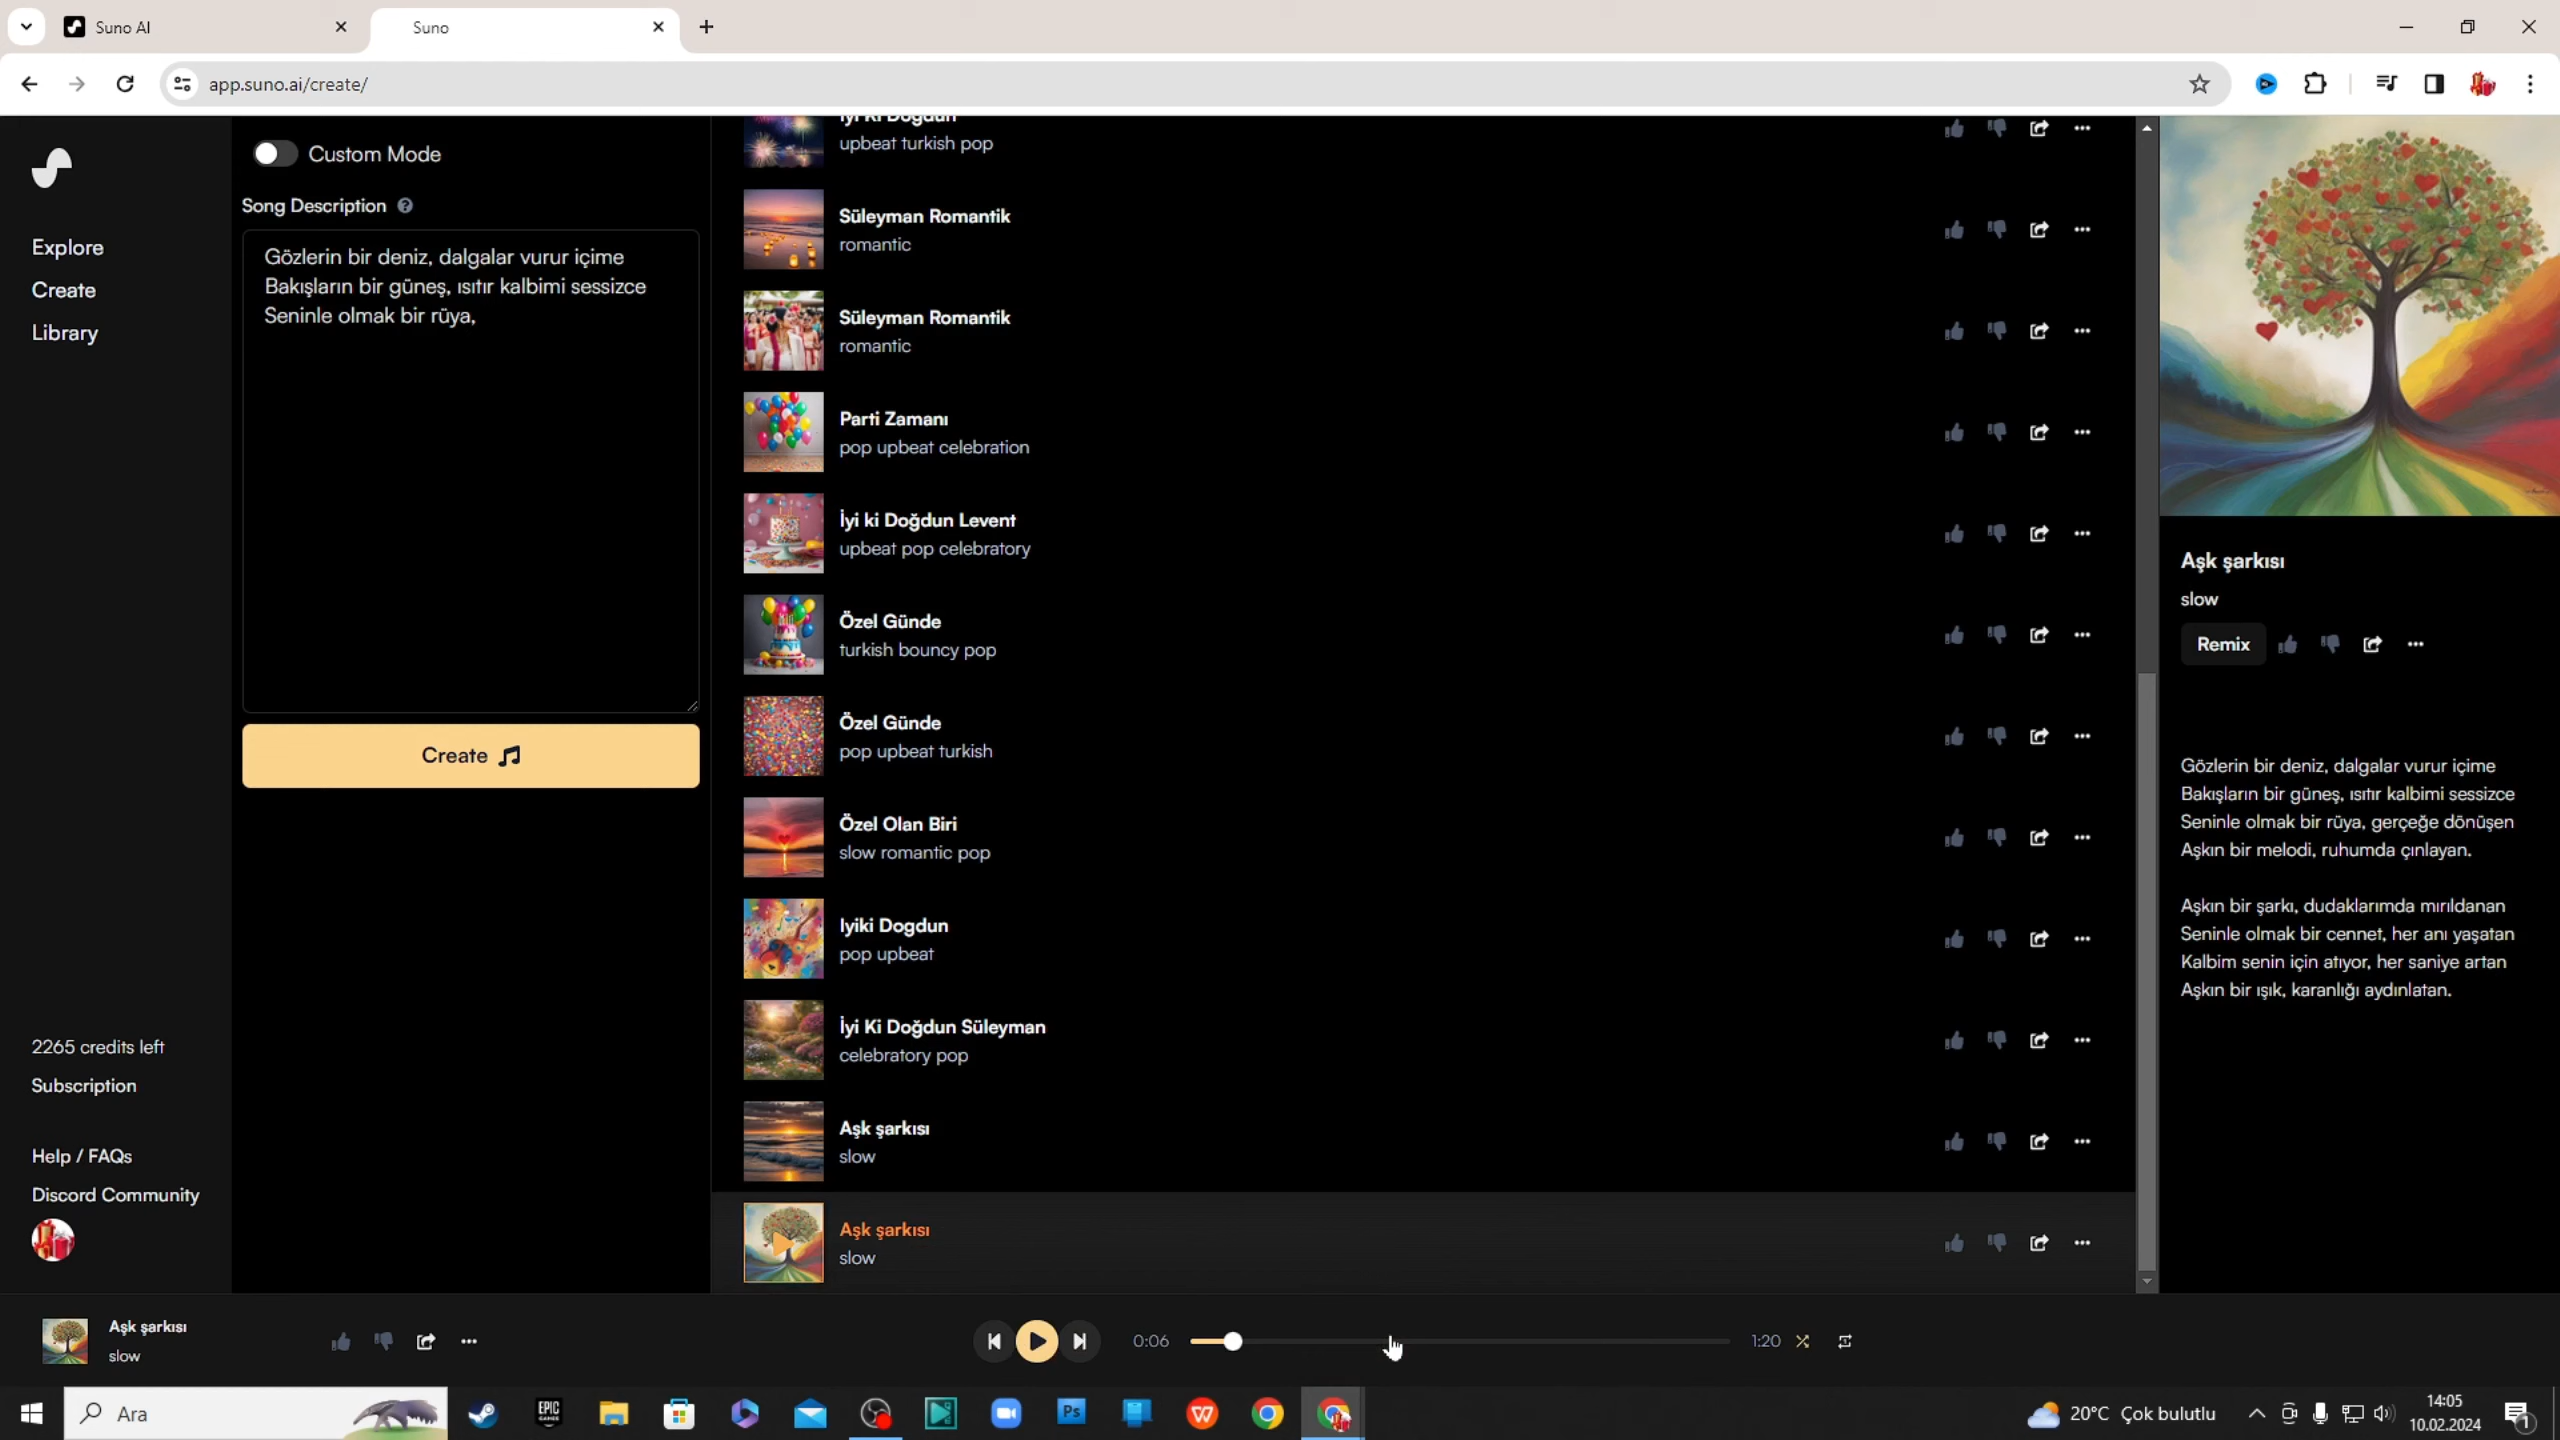 Suno AI
Suno
app.suno.ai/create/
Explore
Create
Library
2265 credits left
Subscription
Help / FAQs
Discord Community
Custom Mode
Song Description
Gözlerin bir deniz, dalgalar vurur içime
Bakışların bir güneş, ısıtır kalbimi sessizce
Seninle olmak bir rüya,
Create
İyi Ki Doğdun
upbeat turkish pop
Süleyman Romantik
romantic
Süleyman Romantik
romantic
Parti Zamanı
pop upbeat celebration
İyi ki Doğdun Levent
upbeat pop celebratory
Özel Günde
turkish bouncy pop
Özel Günde
pop upbeat turkish
Özel Olan Biri
slow romantic pop
Iyiki Dogdun
pop upbeat
İyi Ki Doğdun Süleyman
celebratory pop
Aşk şarkısı
slow
Aşk şarkısı
slow
Aşk şarkısı
slow
Remix
Gözlerin bir deniz, dalgalar vurur içime
Bakışların bir güneş, ısıtır kalbimi sessizce
Seninle olmak bir rüya, gerçeğe dönüşen
Aşkın bir melodi, ruhumda çınlayan.
Aşkın bir şarkı, dudaklarımda mırıldanan
Seninle olmak bir cennet, her anı yaşatan
Kalbim senin için atıyor, her saniye artan
Aşkın bir ışık, karanlığı aydınlatan.
Aşk şarkısı
slow
0:06
1:20
Ara
EPIC GAMES
Ps
W
20°C Çok bulutlu
14:05
10.02.2024
1